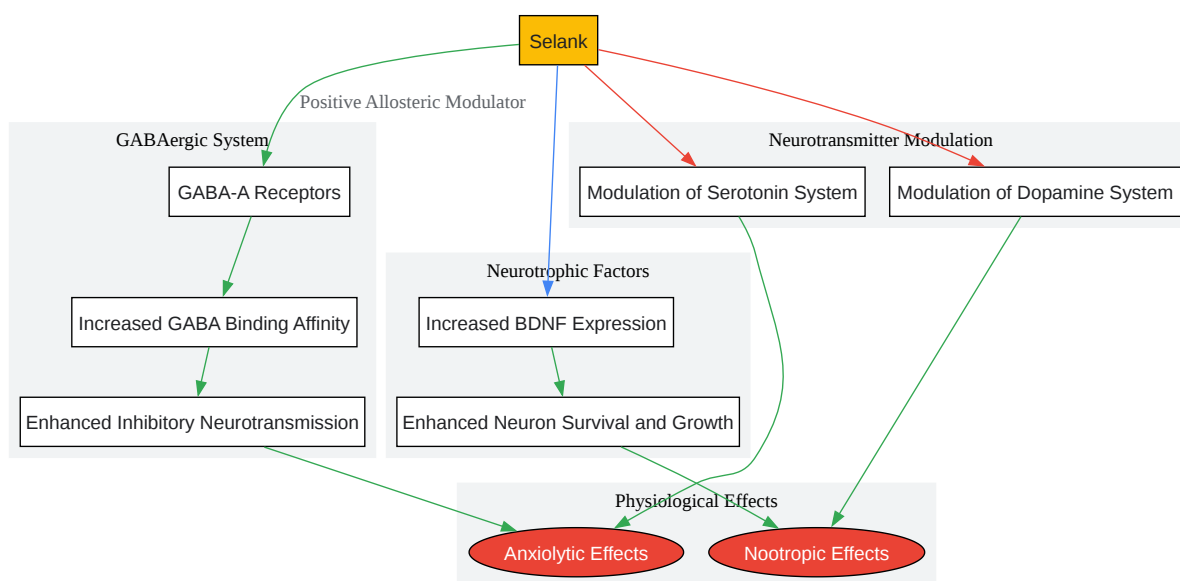 Selank
Positive Allosteric Modulator
GABAergic System
Neurotransmitter Modulation
GABA-A Receptors
Modulation of Serotonin System
Modulation of Dopamine System
Neurotrophic Factors
Increased GABA Binding Affinity
Increased BDNF Expression
Enhanced Inhibitory Neurotransmission
Enhanced Neuron Survival and Growth
Physiological Effects
Anxiolytic Effects
Nootropic Effects